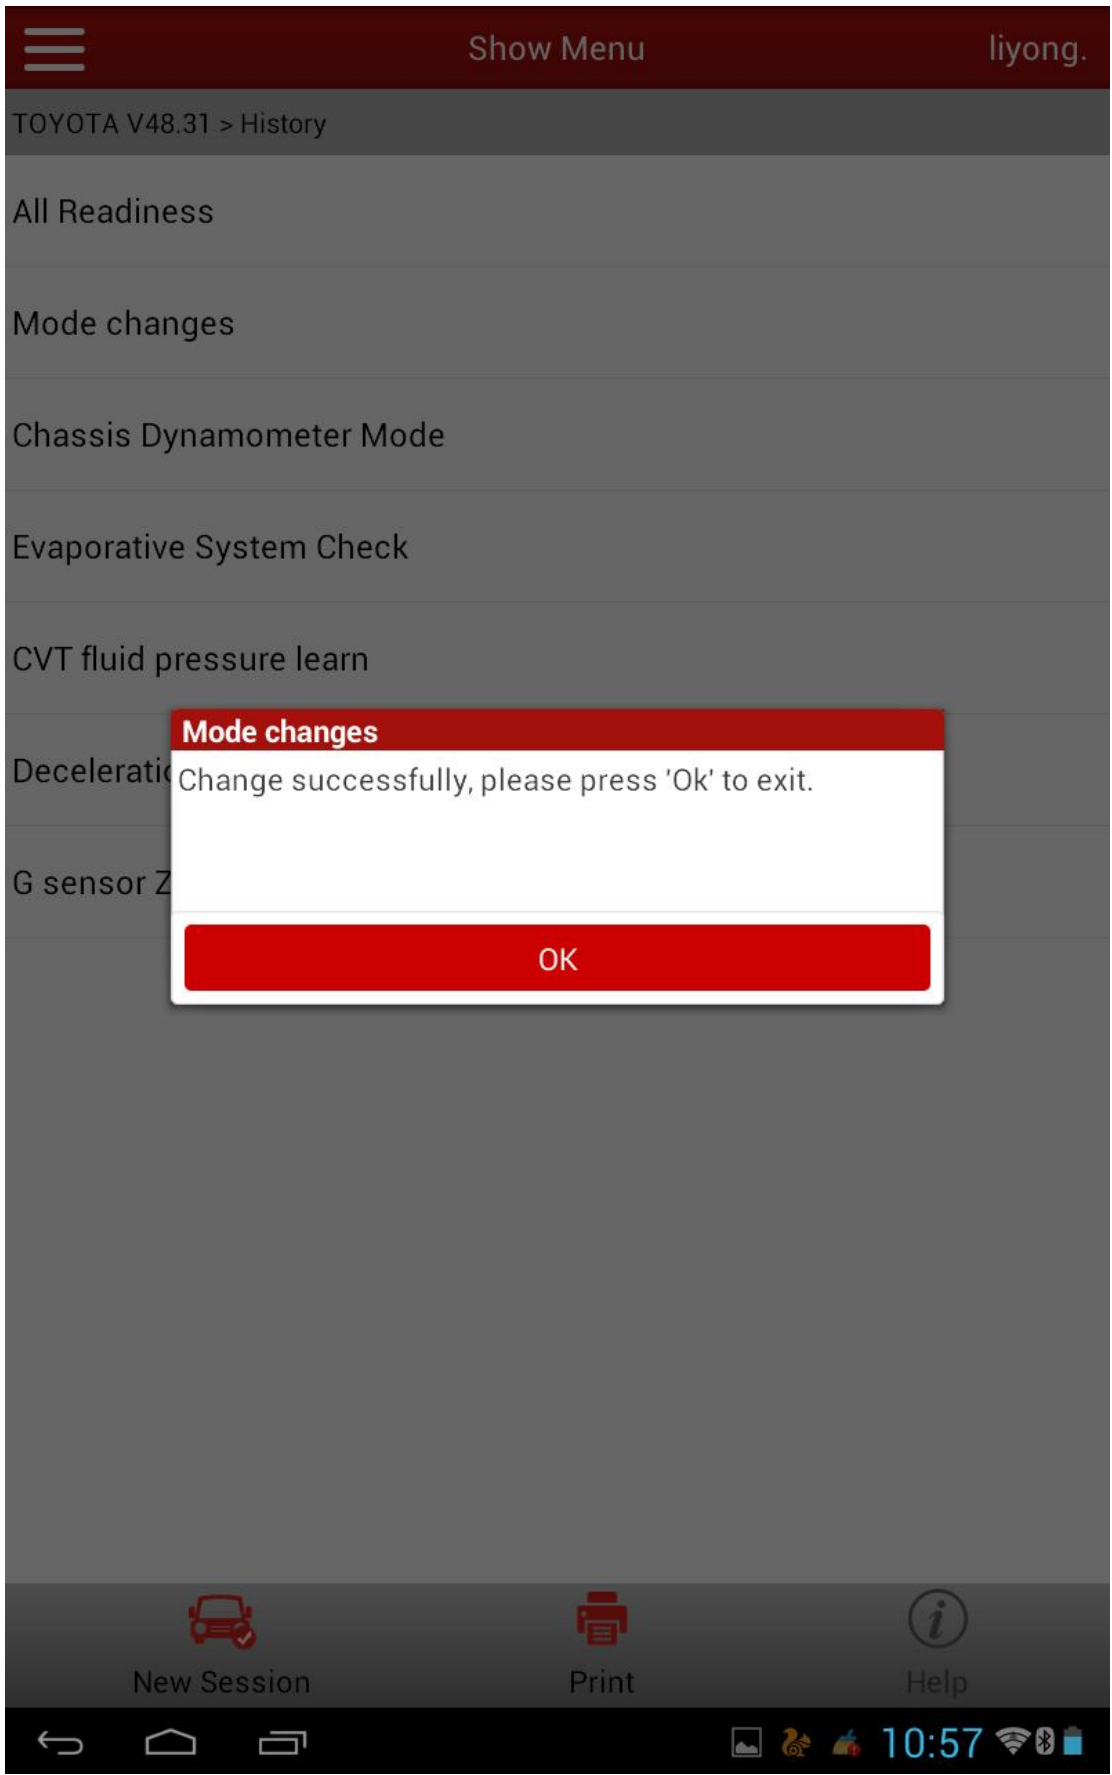 Show Menu
liyong.
TOYOTA V48.31 > History
All Readiness
Mode changes
Chassis Dynamometer Mode
Evaporative System Check
CVT fluid pressure learn
Mode changes
Change successfully, please press 'Ok' to exit.
G sensor
OK
New Session
Print
Help
10:57